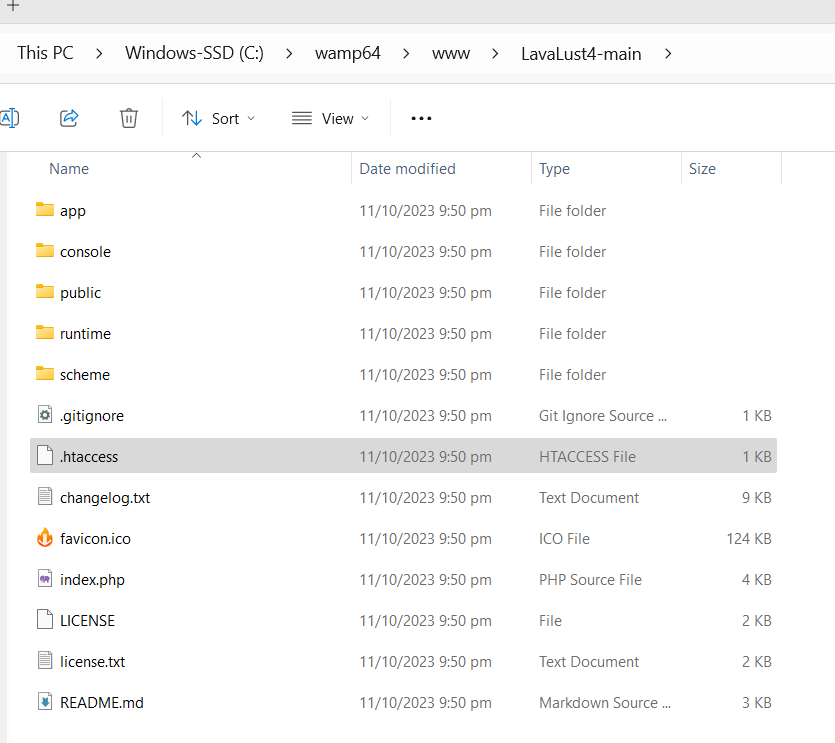 This PC > Windows-SSD (C:) > wamp64 > www > LavaLust4-main >
Sort View
Name Date modified Type Size
app 11/10/2023 9:50 pm File folder
console 11/10/2023 9:50 pm File folder
public 11/10/2023 9:50 pm File folder
runtime 11/10/2023 9:50 pm File folder
scheme 11/10/2023 9:50 pm File folder
.gitignore 11/10/2023 9:50 pm Git Ignore Source ... 1 KB
.htaccess 11/10/2023 9:50 pm HTACCESS File 1 KB
changelog.txt 11/10/2023 9:50 pm Text Document 9 KB
favicon.ico 11/10/2023 9:50 pm ICO File 124 KB
index.php 11/10/2023 9:50 pm PHP Source File 4 KB
LICENSE 11/10/2023 9:50 pm File 2 KB
license.txt 11/10/2023 9:50 pm Text Document 2 KB
README.md 11/10/2023 9:50 pm Markdown Source ... 3 KB